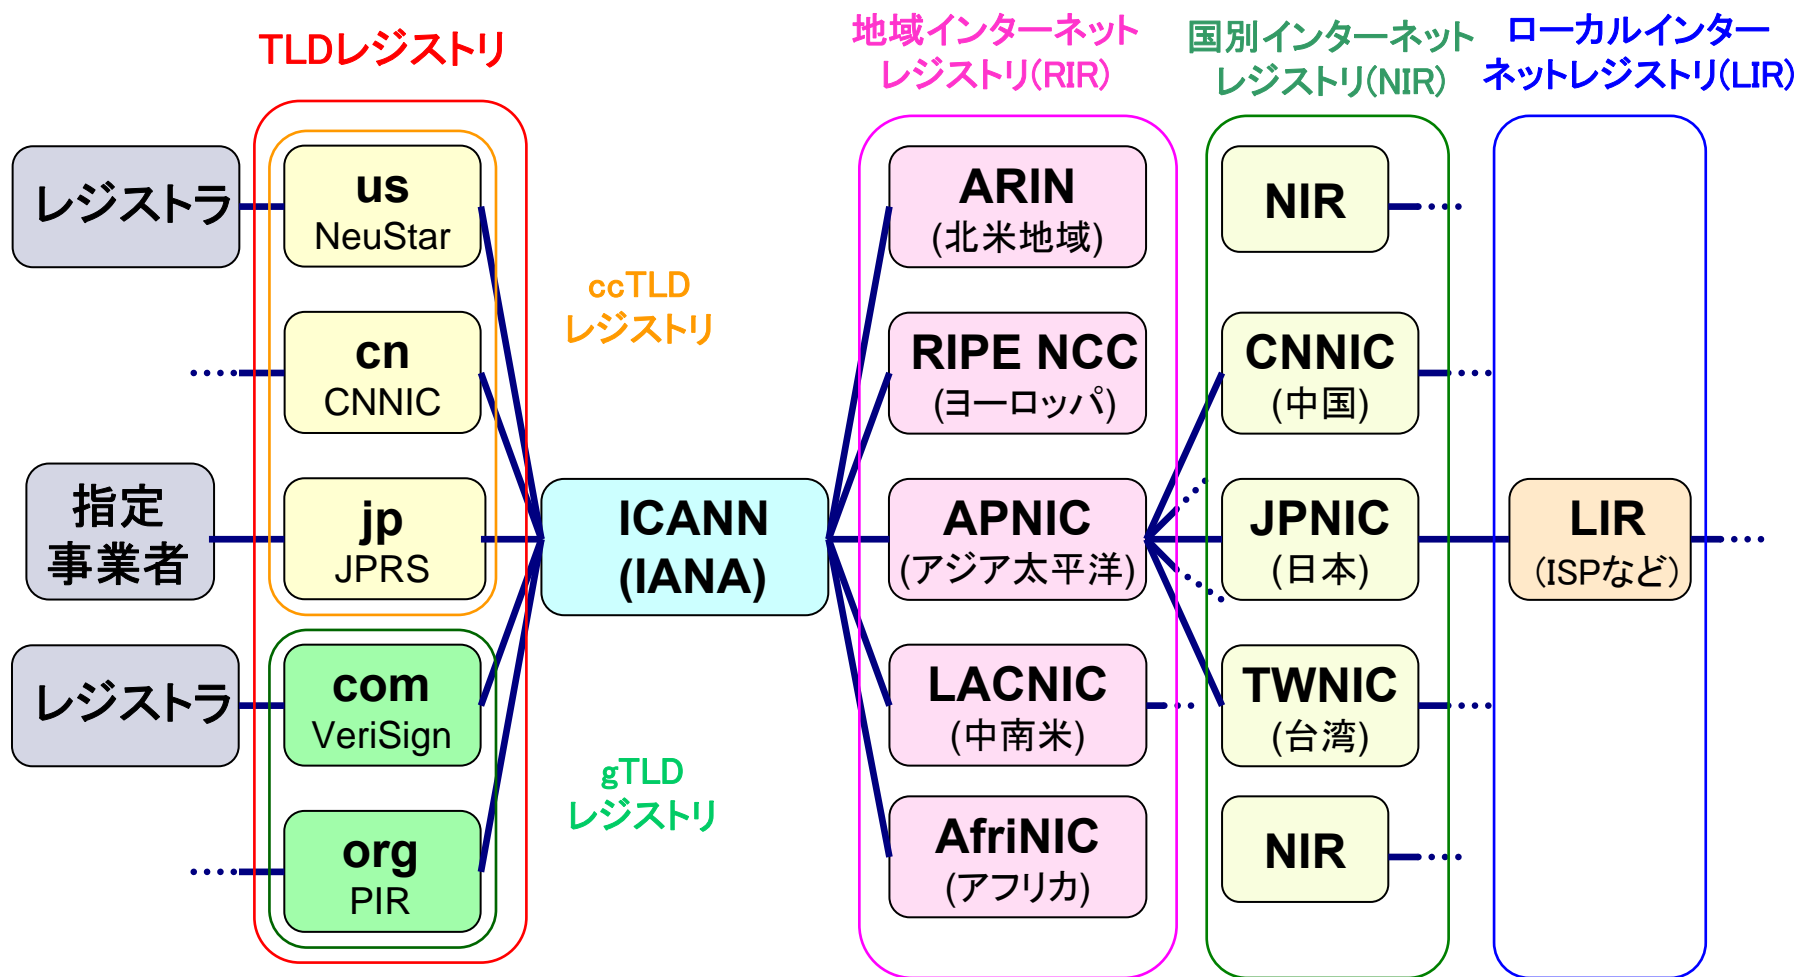 TLDレジストリ
地域インターネット
レジストリ(RIR)
国別インターネット
レジストリ(NIR)
ローカルインター
ネットレジストリ(LIR)
レジストラ
us
NeuStar
ccTLD
レジストリ
cn
CNNIC
指定
事業者
jp
JPRS
レジストラ
com
VeriSign
gTLD
レジストリ
org
PIR
ICANN
(IANA)
ARIN
(北米地域)
RIPE NCC
(ヨーロッパ)
APNIC
(アジア太平洋)
LACNIC
(中南米)
AfriNIC
(アフリカ)
NIR
CNNIC
(中国)
JPNIC
(日本)
TWNIC
(台湾)
NIR
LIR
(ISPなど)